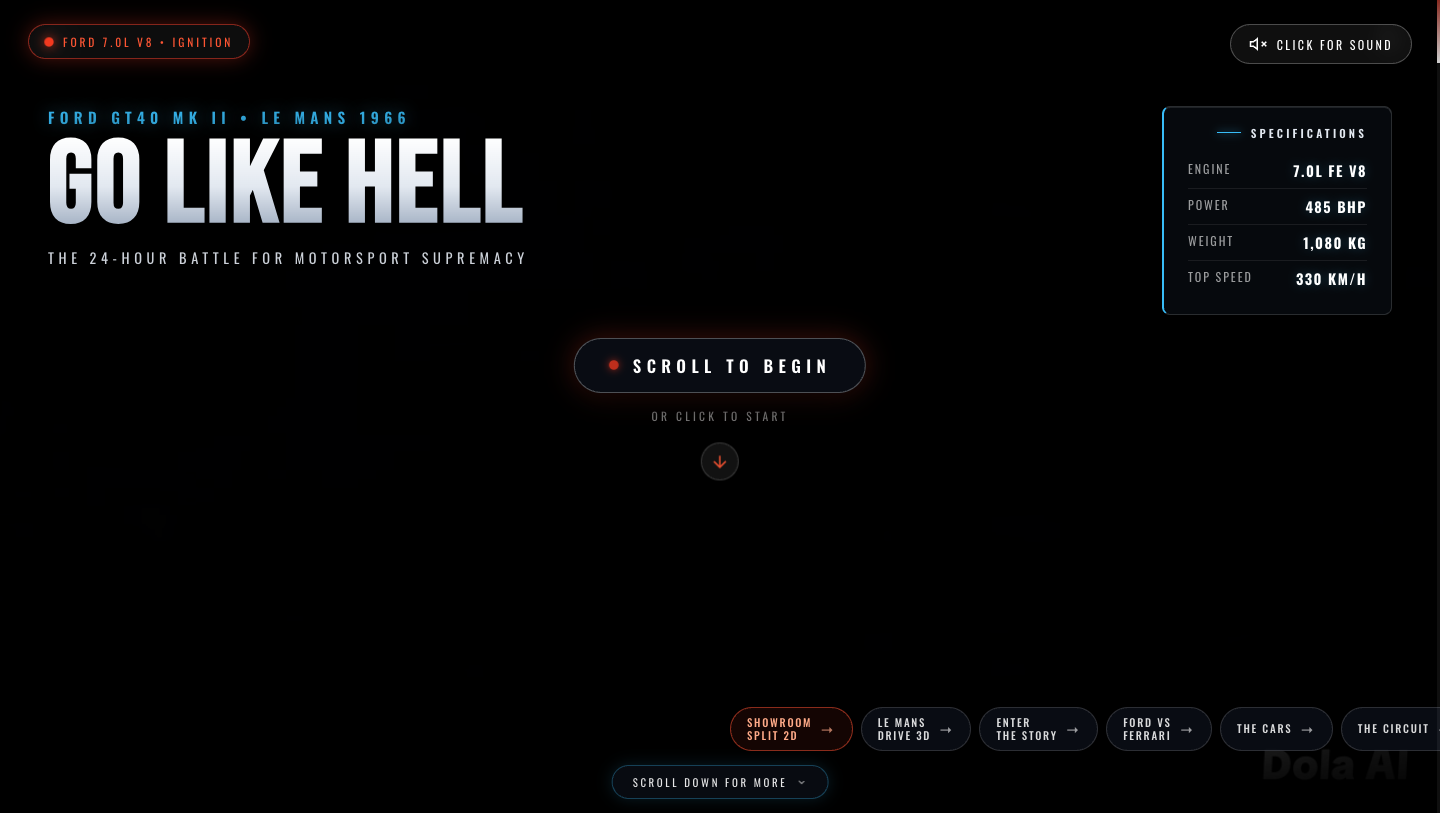 FORD 7.0L V8 • IGNITION
CLICK FOR SOUND
FORD GT40 MK II • LE MANS 1966
GO LIKE HELL
THE 24-HOUR BATTLE FOR MOTORSPORT SUPREMACY
SPECIFICATIONS
ENGINE 7.0L FE V8
POWER 485 BHP
WEIGHT 1,080 KG
TOP SPEED 330 KM/H
SCROLL TO BEGIN
OR CLICK TO START
SHOWROOM
SPLIT 2D →
LE MANS
DRIVE 3D →
ENTER
THE STORY →
FORD VS
FERRARI →
THE CARS →
THE CIRCUIT
Dola AI
SCROLL DOWN FOR MORE